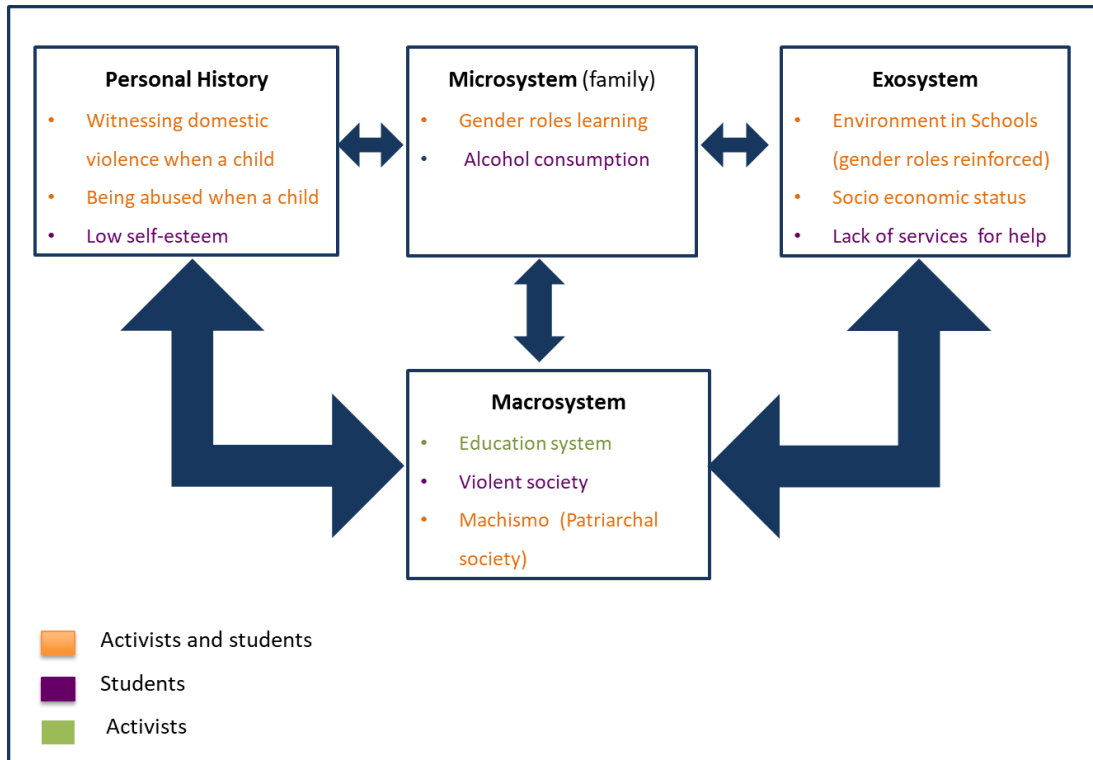 Personal History
• Witnessing domestic
violence when a child
• Being abused when a child
• Low self-esteem
Microsystem (family)
• Gender roles learning
• Alcohol consumption
Exosystem
• Environment in Schools
(gender roles reinforced)
• Socio economic status
• Lack of services for help
Macrosystem
• Education system
• Violent society
• Machismo (Patriarchal
society)
Activists and students
Students
Activists